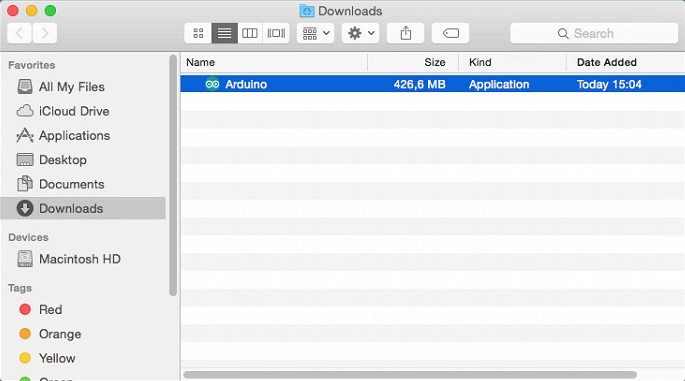 Downloads
Search
Favorites
All My Files
iCloud Drive
Applications
Desktop
Documents
Downloads
Devices
Macintosh HD
Tags
Red
Orange
Yellow
Name Size Kind Date Added
Arduino 426,6 MB Application Today 15:04